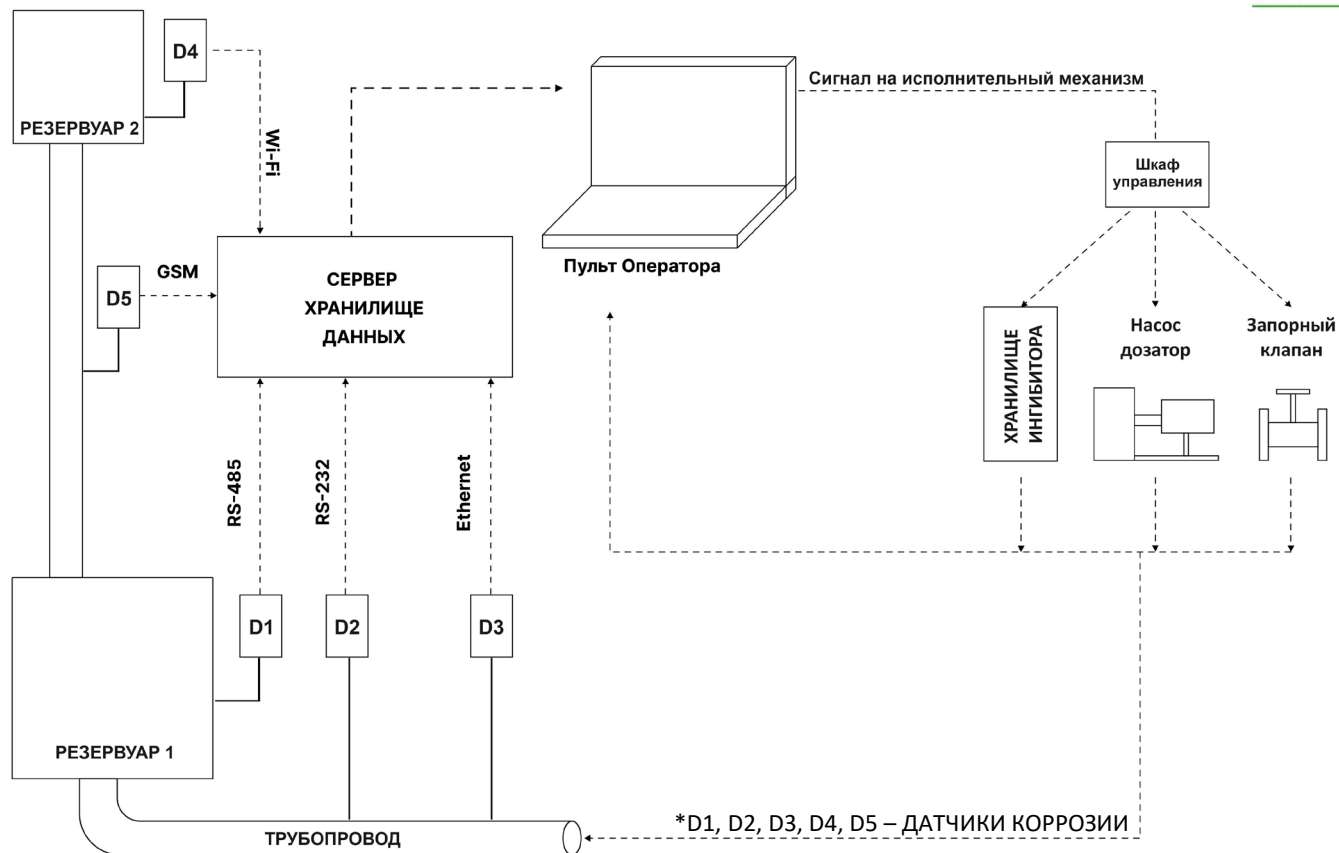 D4
Сигнал на исполнительный механизм
РЕЗЕРВУАР 2
Wi-Fi
Шкаф
управления
GSM
D5
СЕРВЕР
ХРАНИЛИЩЕ
ДАННЫХ
Пульт Оператора
ХРАНИЛИЩЕ
ИНГИБИТОРА
Насос
дозатор
Запорный
клапан
RS-485
RS-232
Ethernet
D1
D2
D3
РЕЗЕРВУАР 1
ТРУБОПРОВОД
*D1, D2, D3, D4, D5 – ДАТЧИКИ КОРРОЗИИ